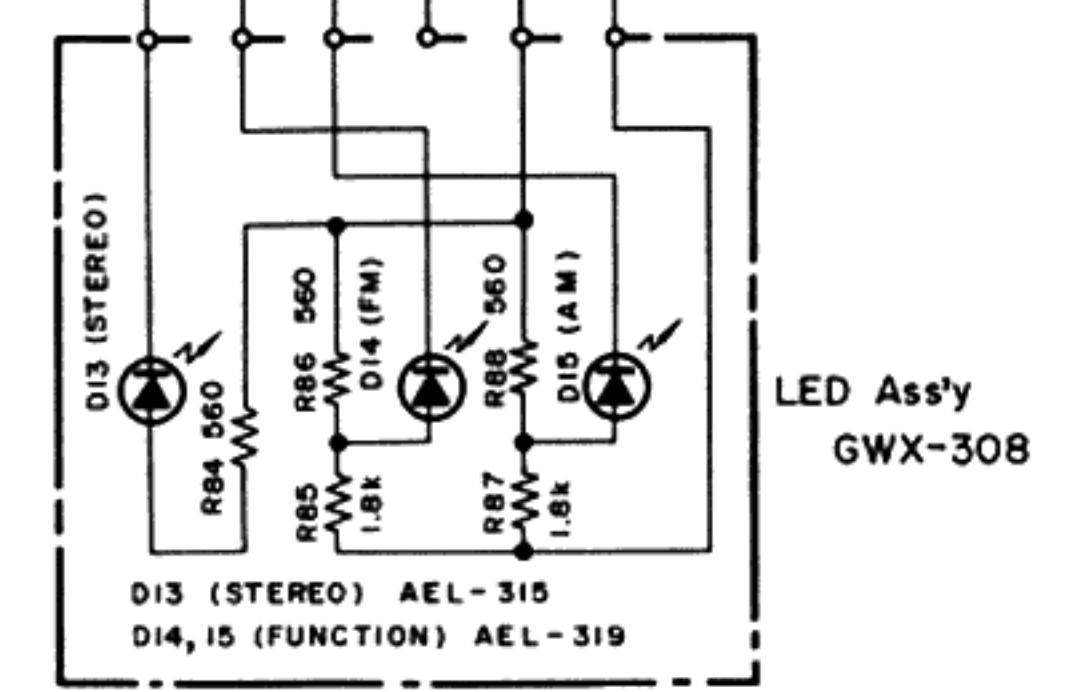 D13 (STEREO)
R84 560
R86 560
D14 (FM)
R88 560
D15 (AM)
R85
1.8k
R87
1.8k
LED Ass'y
GWX-308
D13 (STEREO) AEL-315
D14, 15 (FUNCTION) AEL-319